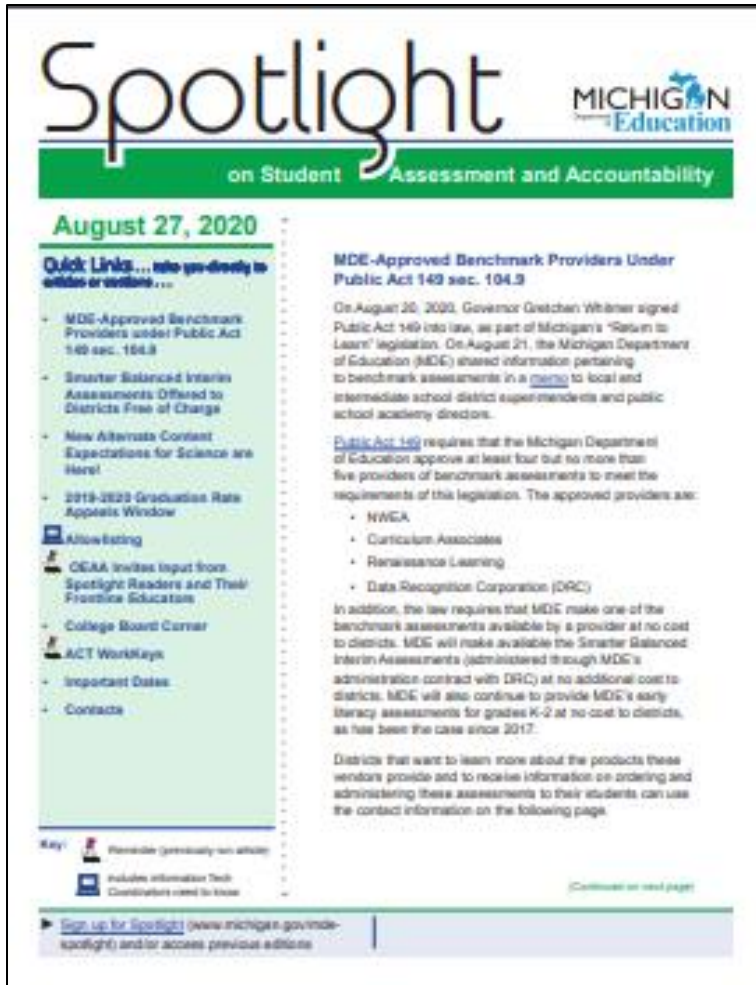 Spotlight
MICHIGAN
Department of Education
on Student Assessment and Accountability
August 27, 2020
Quick Links... take you directly to
articles or sections...
• MDE-Approved Benchmark
Providers under Public Act
149 sec. 104.9
• Smarter Balanced Interim
Assessments Offered to
Districts Free of Charge
• New Alternate Content
Expectations for Science are
Here!
• 2019-2020 Graduation Rate
Appeals Window
Allowlisting
OEAA Invites Input from
Spotlight Readers and Their
Frontline Educators
• College Board Corner
ACT WorkKeys
• Important Dates
• Contacts
Key:
Reminder (previously run article)
Includes information Tech
Coordinators need to know
MDE-Approved Benchmark Providers Under
Public Act 149 sec. 104.9
On August 20, 2020, Governor Gretchen Whitmer signed
Public Act 149 into law, as part of Michigan's "Return to
Learn" legislation. On August 21, the Michigan Department
of Education (MDE) shared information pertaining
to benchmark assessments in a memo to local and
intermediate school district superintendents and public
school academy directors.
Public Act 149 requires that the Michigan Department
of Education approve at least four but no more than
five providers of benchmark assessments to meet the
requirements of this legislation. The approved providers are:
• NWEA
• Curriculum Associates
• Renaissance Learning
• Data Recognition Corporation (DRC)
In addition, the law requires that MDE make one of the
benchmark assessments available by a provider at no cost
to districts. MDE will make available the Smarter Balanced
Interim Assessments (administered through MDE's
administration contract with DRC) at no additional cost to
districts. MDE will also continue to provide MDE's early
literacy assessments for grades K-2 at no cost to districts,
as has been the case since 2017.
Districts that want to learn more about the products these
vendors provide and to receive information on ordering and
administering these assessments to their students can use
the contact information on the following page.
(Continued on next page)
► Sign up for Spotlight (www.michigan.gov/mde-
spotlight) and/or access previous editions